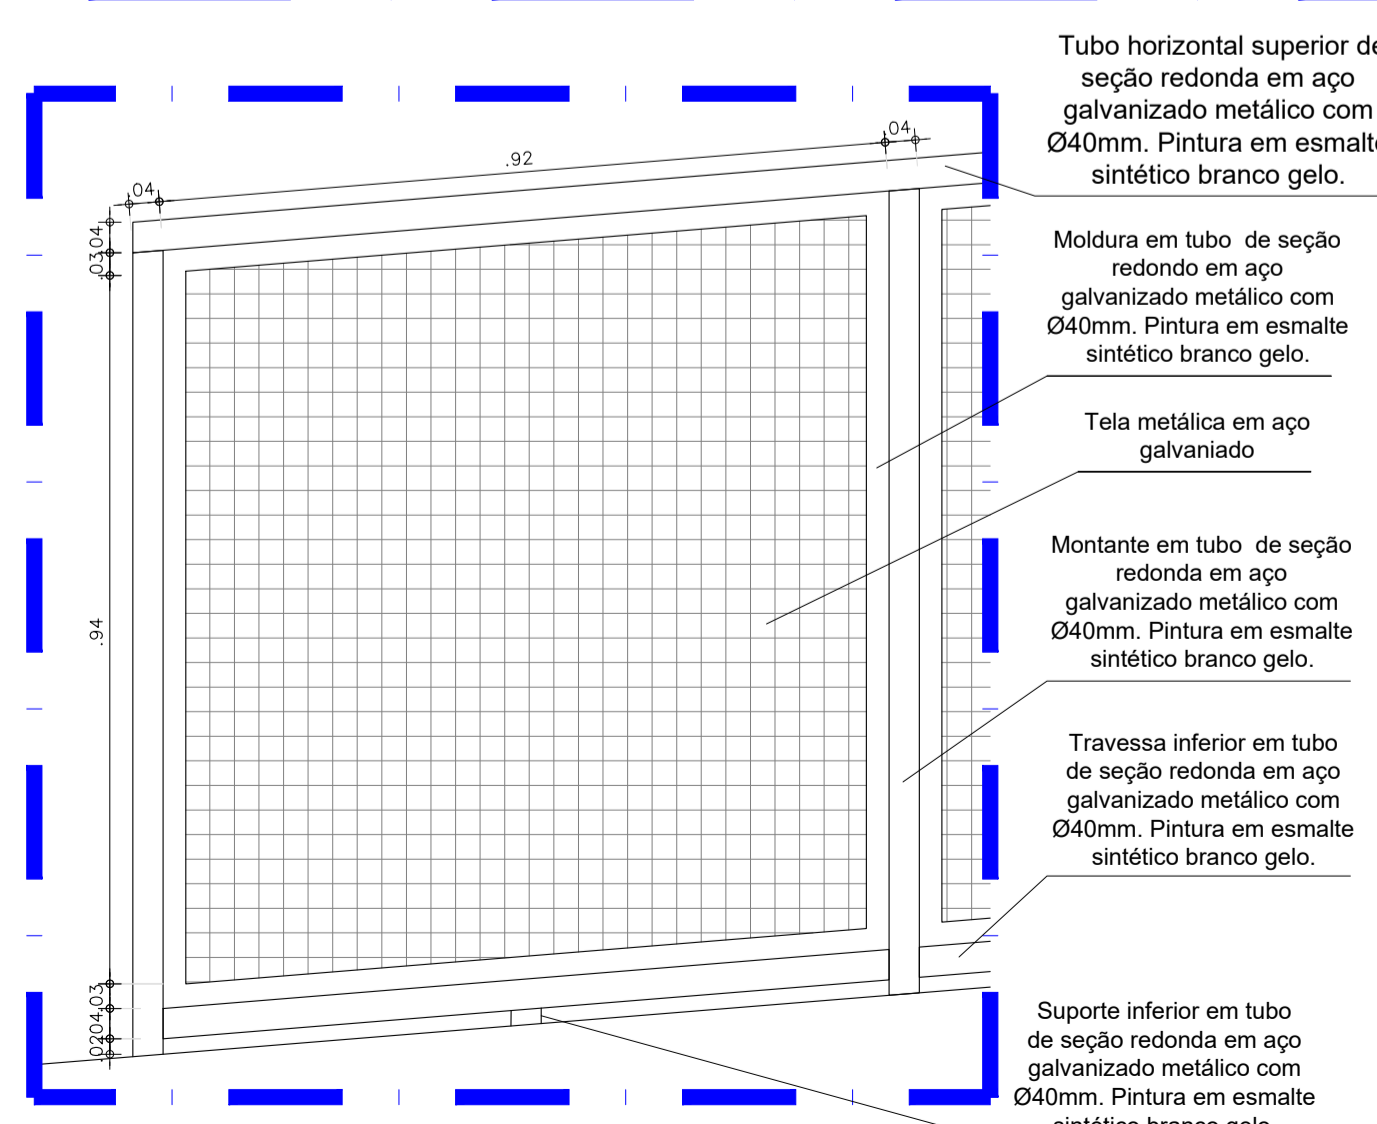 Tubo horizontal superior de
seção redonda em aço
galvanizado metálico com
Ø40mm. Pintura em esmalte
sintético branco gelo.
.04
.92
.04
.04
.03
Moldura em tubo de seção
redondo em aço
galvanizado metálico com
Ø40mm. Pintura em esmalte
sintético branco gelo.
Tela metálica em aço
galvaniado
.94
Montante em tubo de seção
redonda em aço
galvanizado metálico com
Ø40mm. Pintura em esmalte
sintético branco gelo.
Travessa inferior em tubo
de seção redonda em aço
galvanizado metálico com
Ø40mm. Pintura em esmalte
sintético branco gelo.
.03
.04
.02
Suporte inferior em tubo
de seção redonda em aço
galvanizado metálico com
Ø40mm. Pintura em esmalte
sintético branco gelo.